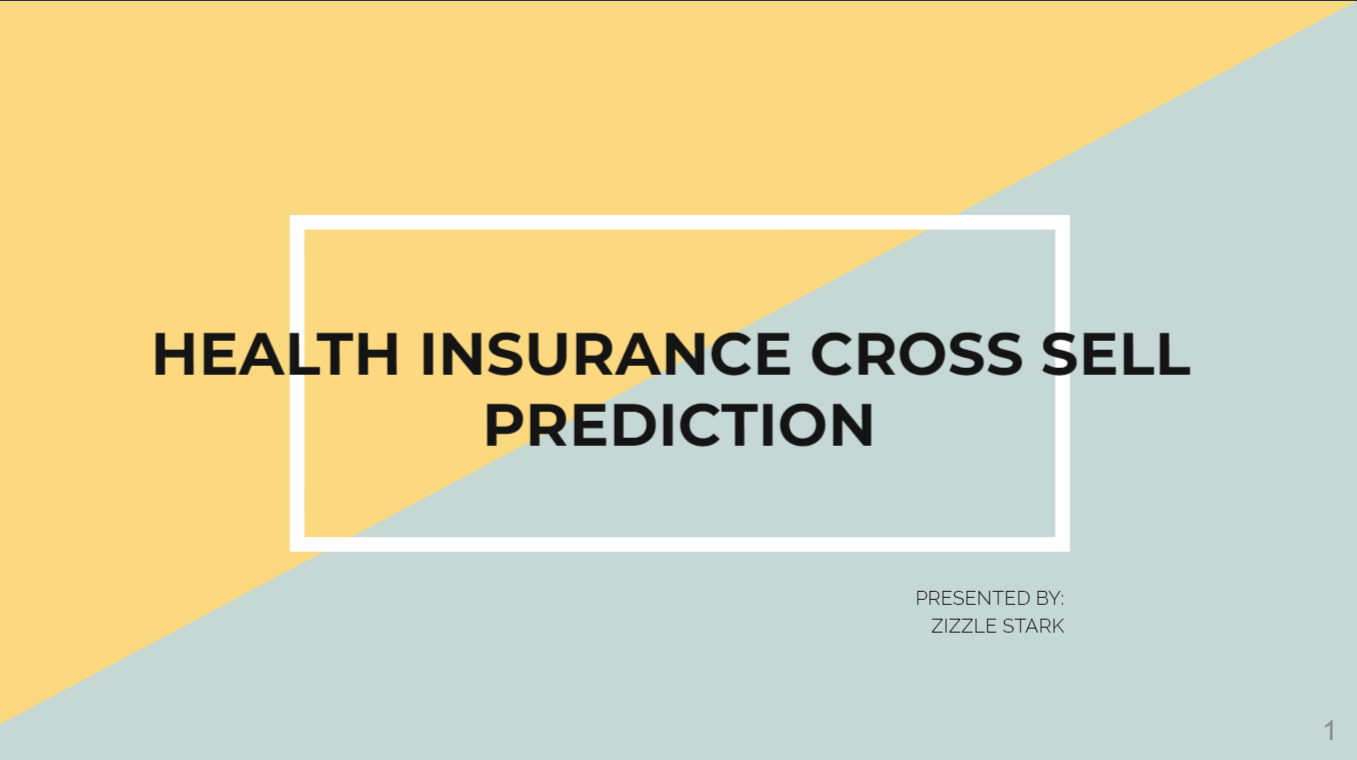 HEALTH INSURANCE CROSS SELL
PREDICTION
PRESENTED BY:
ZIZZLE STARK
1